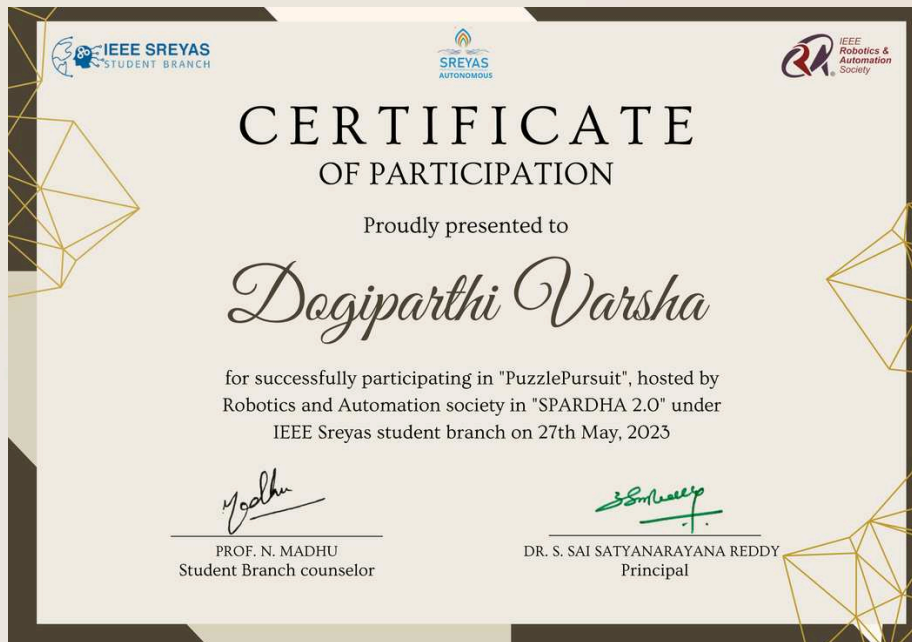 IEEE SREYAS
STUDENT BRANCH
SREYAS
AUTONOMOUS
IEEE
Robotics &
Automation
Society
CERTIFICATE
OF PARTICIPATION
Proudly presented to
Dogiparthi Varsha
for successfully participating in "PuzzlePursuit", hosted by
Robotics and Automation society in "SPARDHA 2.0" under
IEEE Sreyas student branch on 27th May, 2023
Madhu
PROF. N. MADHU
Student Branch counselor
DR. S. SAI SATYANARAYANA REDDY
Principal